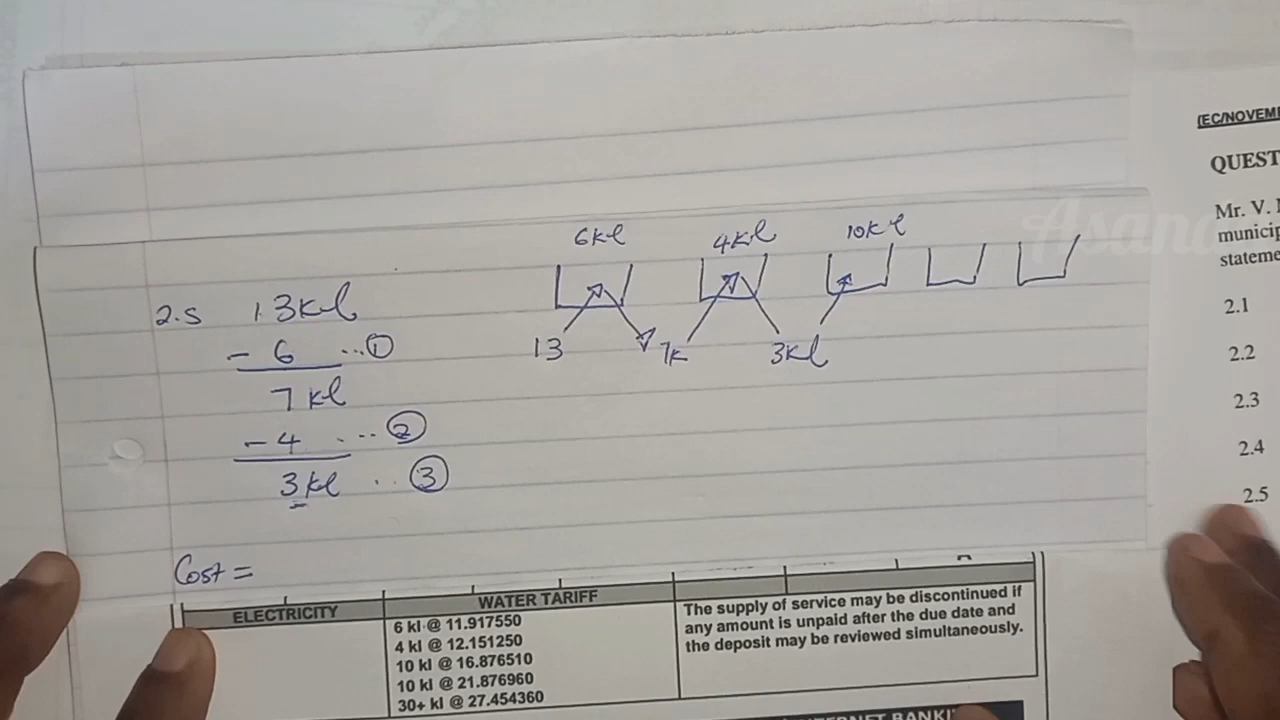 (EC/NOVEM
QUEST
Mr. V.
municip
stateme
2.1
2.2
2.3
2.4
2.5
Asand
6kl 4kl 10kl
13 7k 3kl
2.5 13kl
- 6 ...①
7kl
- 4 ...②
3kl ..③
Cost =
ELECTRICITY
WATER TARIFF
6 kl @ 11.917550
4 kl @ 12.151250
10 kl @ 16.876510
10 kl @ 21.876960
30+ kl @ 27.454360
The supply of service may be discontinued if
any amount is unpaid after the due date and
the deposit may be reviewed simultaneously.